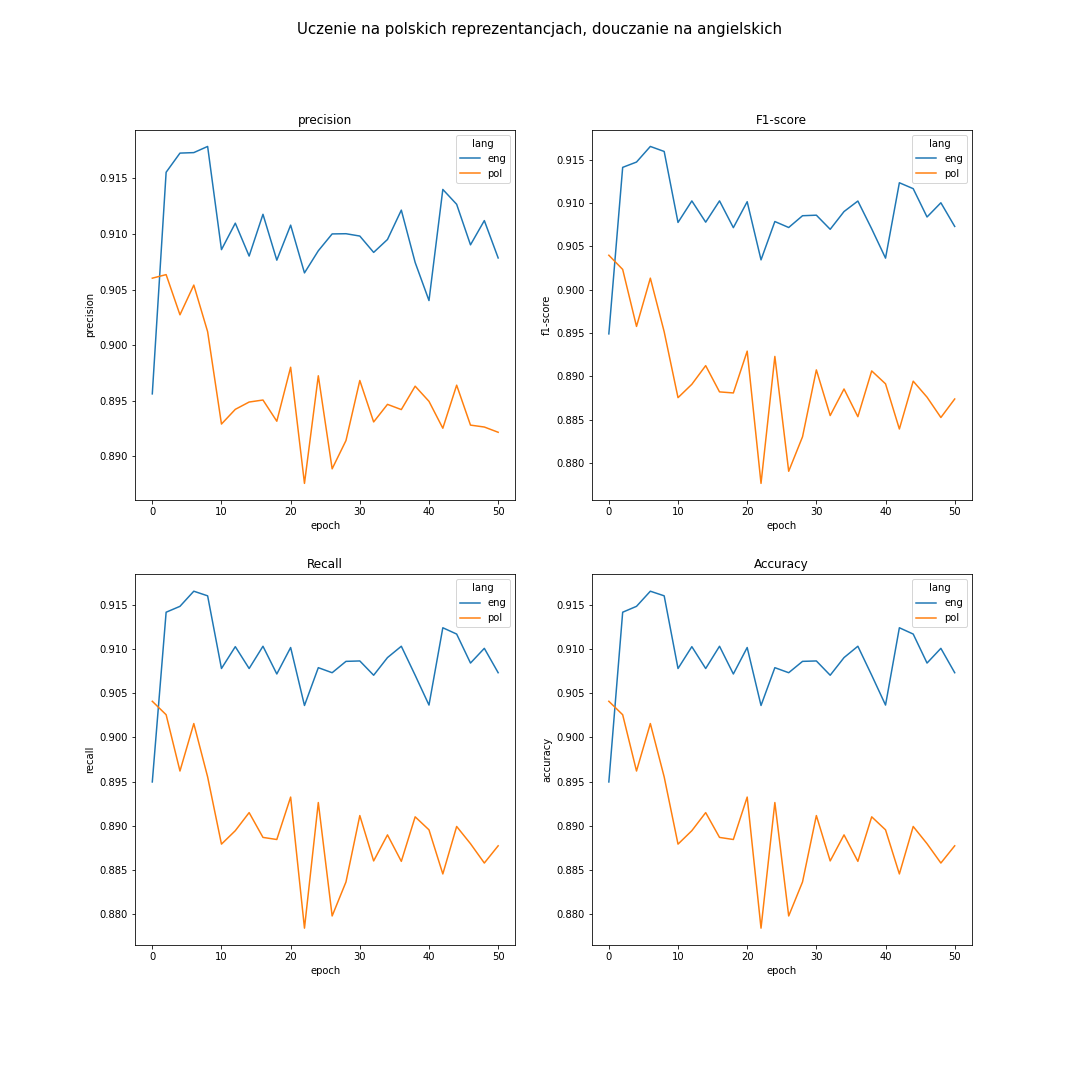 Uczenie na polskich reprezentancjach, douczanie na angielskich
precision
lang
eng
pol
0.915
0.910
0.905
0.900
0.895
0.890
precision
0 10 20 30 40 50
epoch
F1-score
lang
eng
pol
0.915
0.910
0.905
0.900
0.895
0.890
0.885
0.880
f1-score
0 10 20 30 40 50
epoch
Recall
lang
eng
pol
0.915
0.910
0.905
0.900
0.895
0.890
0.885
0.880
recall
0 10 20 30 40 50
epoch
Accuracy
lang
eng
pol
0.915
0.910
0.905
0.900
0.895
0.890
0.885
0.880
accuracy
0 10 20 30 40 50
epoch